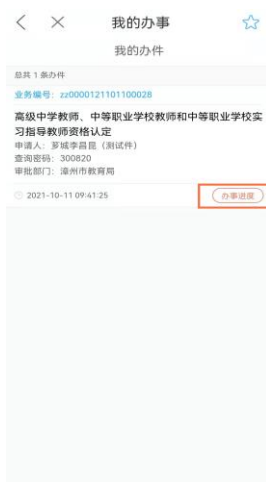 我的办事
我的办件
总共 1 条办件
业务编号：zz0000121101100028
高级中学教师、中等职业学校教师和中等职业学校实
习指导教师资格认定
申请人：芗城李昌昆（测试件）
查询密码：300820
审批部门：漳州市教育局
2021-10-11 09:41:25
办事进度